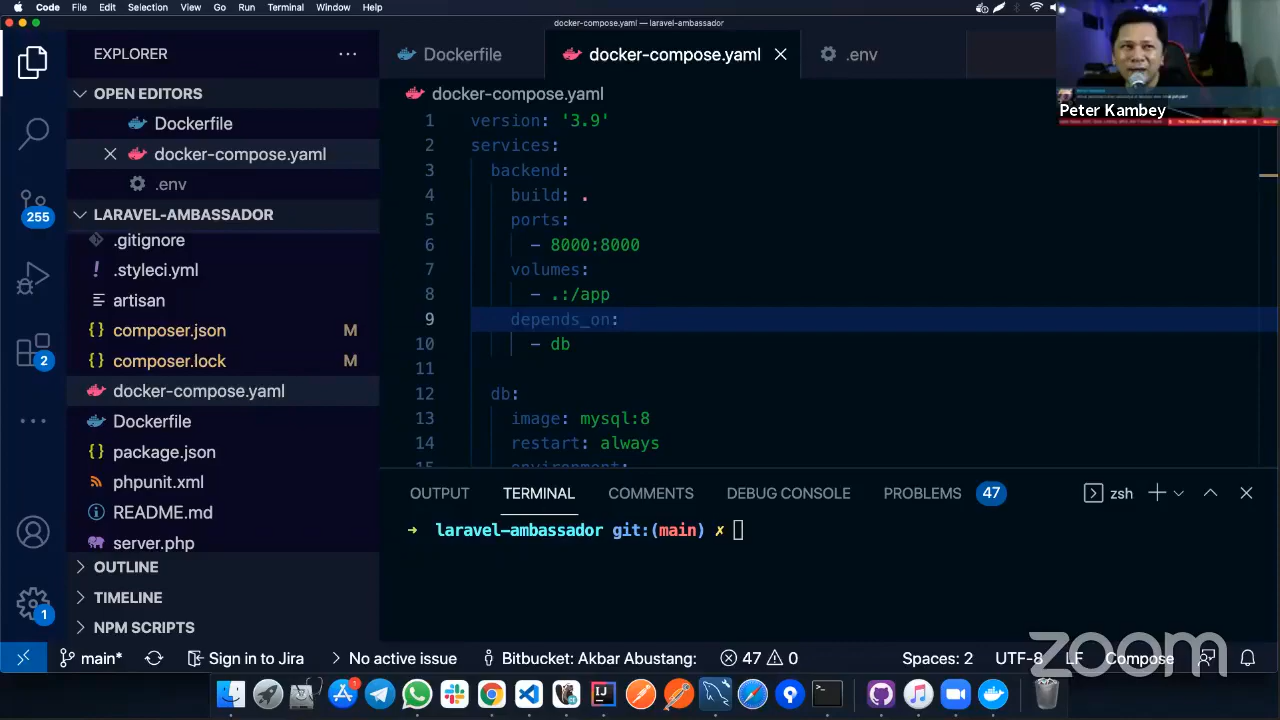 Code File Edit Selection View Go Run Terminal Window Help
docker-compose.yaml — laravel-ambassador
EXPLORER
Dockerfile
docker-compose.yaml
.env
Peter Kambey
OPEN EDITORS
Dockerfile
docker-compose.yaml
.env
LARAVEL-AMBASSADOR
.gitignore
.styleci.yml
artisan
composer.json M
composer.lock M
docker-compose.yaml
Dockerfile
package.json
phpunit.xml
README.md
server.php
OUTLINE
TIMELINE
NPM SCRIPTS
255
2
1
docker-compose.yaml
1 version: '3.9'
2 services:
3 backend:
4 build: .
5 ports:
6 - 8000:8000
7 volumes:
8 - .:/app
9 depends_on:
10 - db
11
12 db:
13 image: mysql:8
14 restart: always
15 environment:
OUTPUT TERMINAL COMMENTS DEBUG CONSOLE PROBLEMS 47 zsh
➜ laravel-ambassador git:(main) ✗
main* Sign in to Jira No active issue Bitbucket: Akbar Abustang: 47 0 Spaces: 2 UTF-8 LF Compose
zoom
1